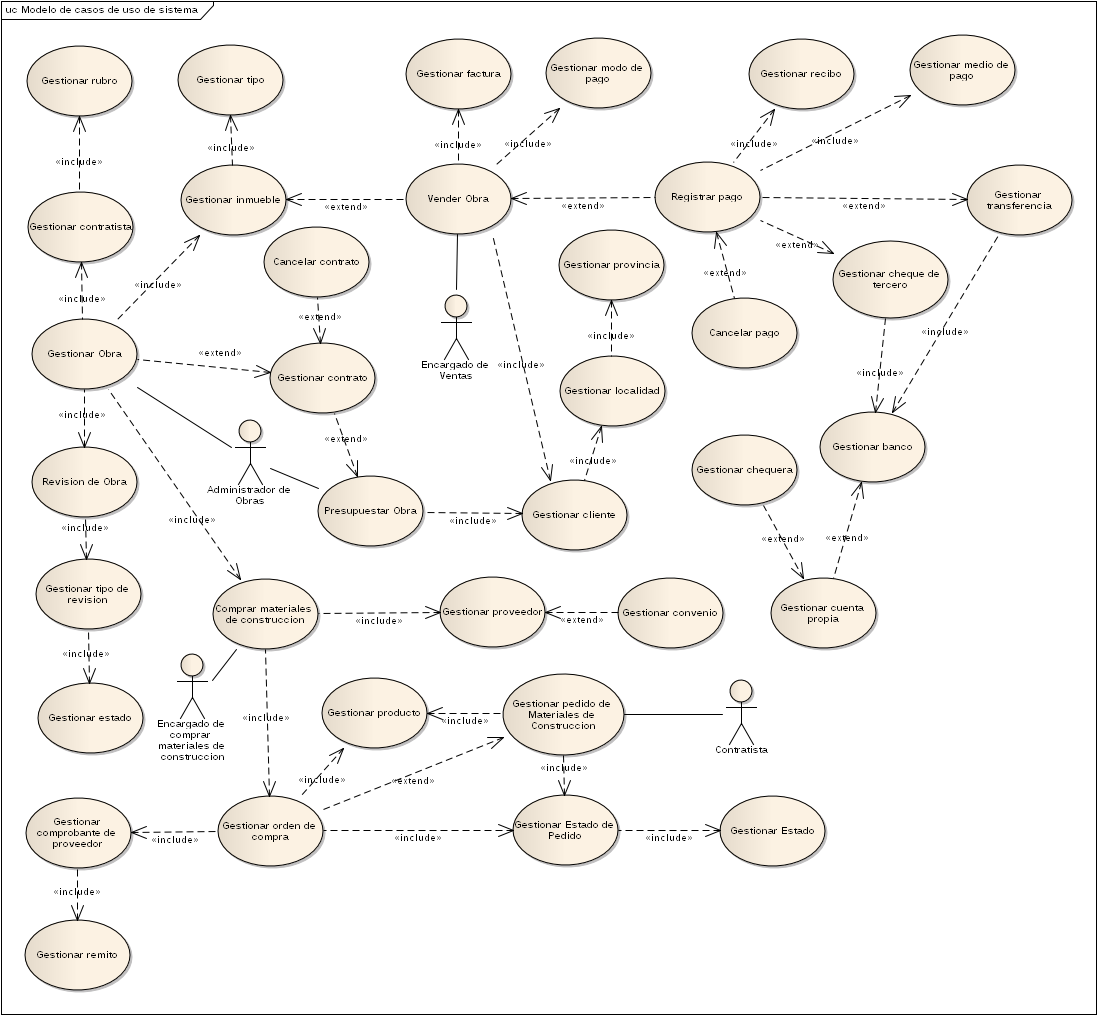 uc Modelo de casos de uso de sistema
Gestionar rubro
Gestionar tipo
Gestionar factura
Gestionar modo de
pago
Gestionar recibo
Gestionar medio de
pago
«include»
«include»
«include»
«include»
«include»
«include»
Gestionar contratista
Gestionar inmueble
«extend»
Vender Obra
«extend»
Registrar pago
«extend»
Gestionar
transferencia
Cancelar contrato
Gestionar provincia
«extend»
Gestionar cheque de
tercero
«extend»
«include»
«include»
«extend»
Cancelar pago
«include»
«include»
Gestionar Obra
«extend»
Gestionar contrato
Encargado de
Ventas
«include»
Gestionar localidad
«include»
«include»
«extend»
Administrador de
Obras
«include»
Gestionar banco
Gestionar chequera
Revision de Obra
Presupuestar Obra
«include»
Gestionar cliente
«include»
«include»
«extend»
«extend»
Gestionar tipo de
revision
Comprar materiales
de construccion
«include»
Gestionar proveedor
«extend»
Gestionar convenio
Gestionar cuenta
propia
«include»
Gestionar estado
Encargado de
comprar
materiales de
construccion
«include»
Gestionar producto
«include»
Gestionar pedido de
Materiales de
Construccion
Contratista
«include»
«extend»
«include»
Gestionar
comprobante de
proveedor
«include»
Gestionar orden de
compra
«include»
Gestionar Estado de
Pedido
«include»
Gestionar Estado
«include»
Gestionar remito